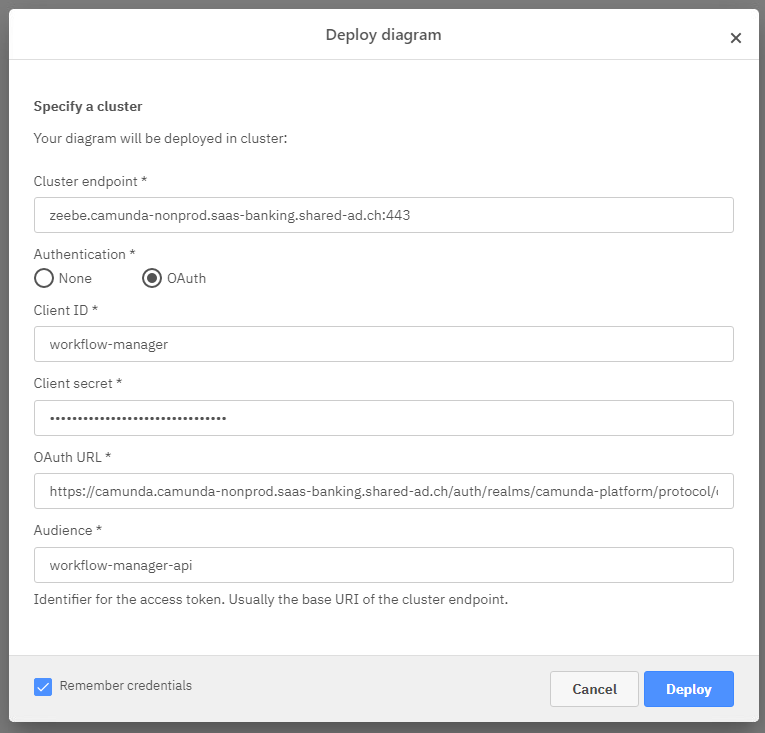 Deploy diagram
Specify a cluster
Your diagram will be deployed in cluster:
Cluster endpoint *
zeebe.camunda-nonprod.saas-banking.shared-ad.ch:443
Authentication *
None OAuth
Client ID *
workflow-manager
Client secret *
••••••••••••••••••••••••••••••••
OAuth URL *
https://camunda.camunda-nonprod.saas-banking.shared-ad.ch/auth/realms/camunda-platform/protocol/
Audience *
workflow-manager-api
Identifier for the access token. Usually the base URI of the cluster endpoint.
Remember credentials Cancel Deploy